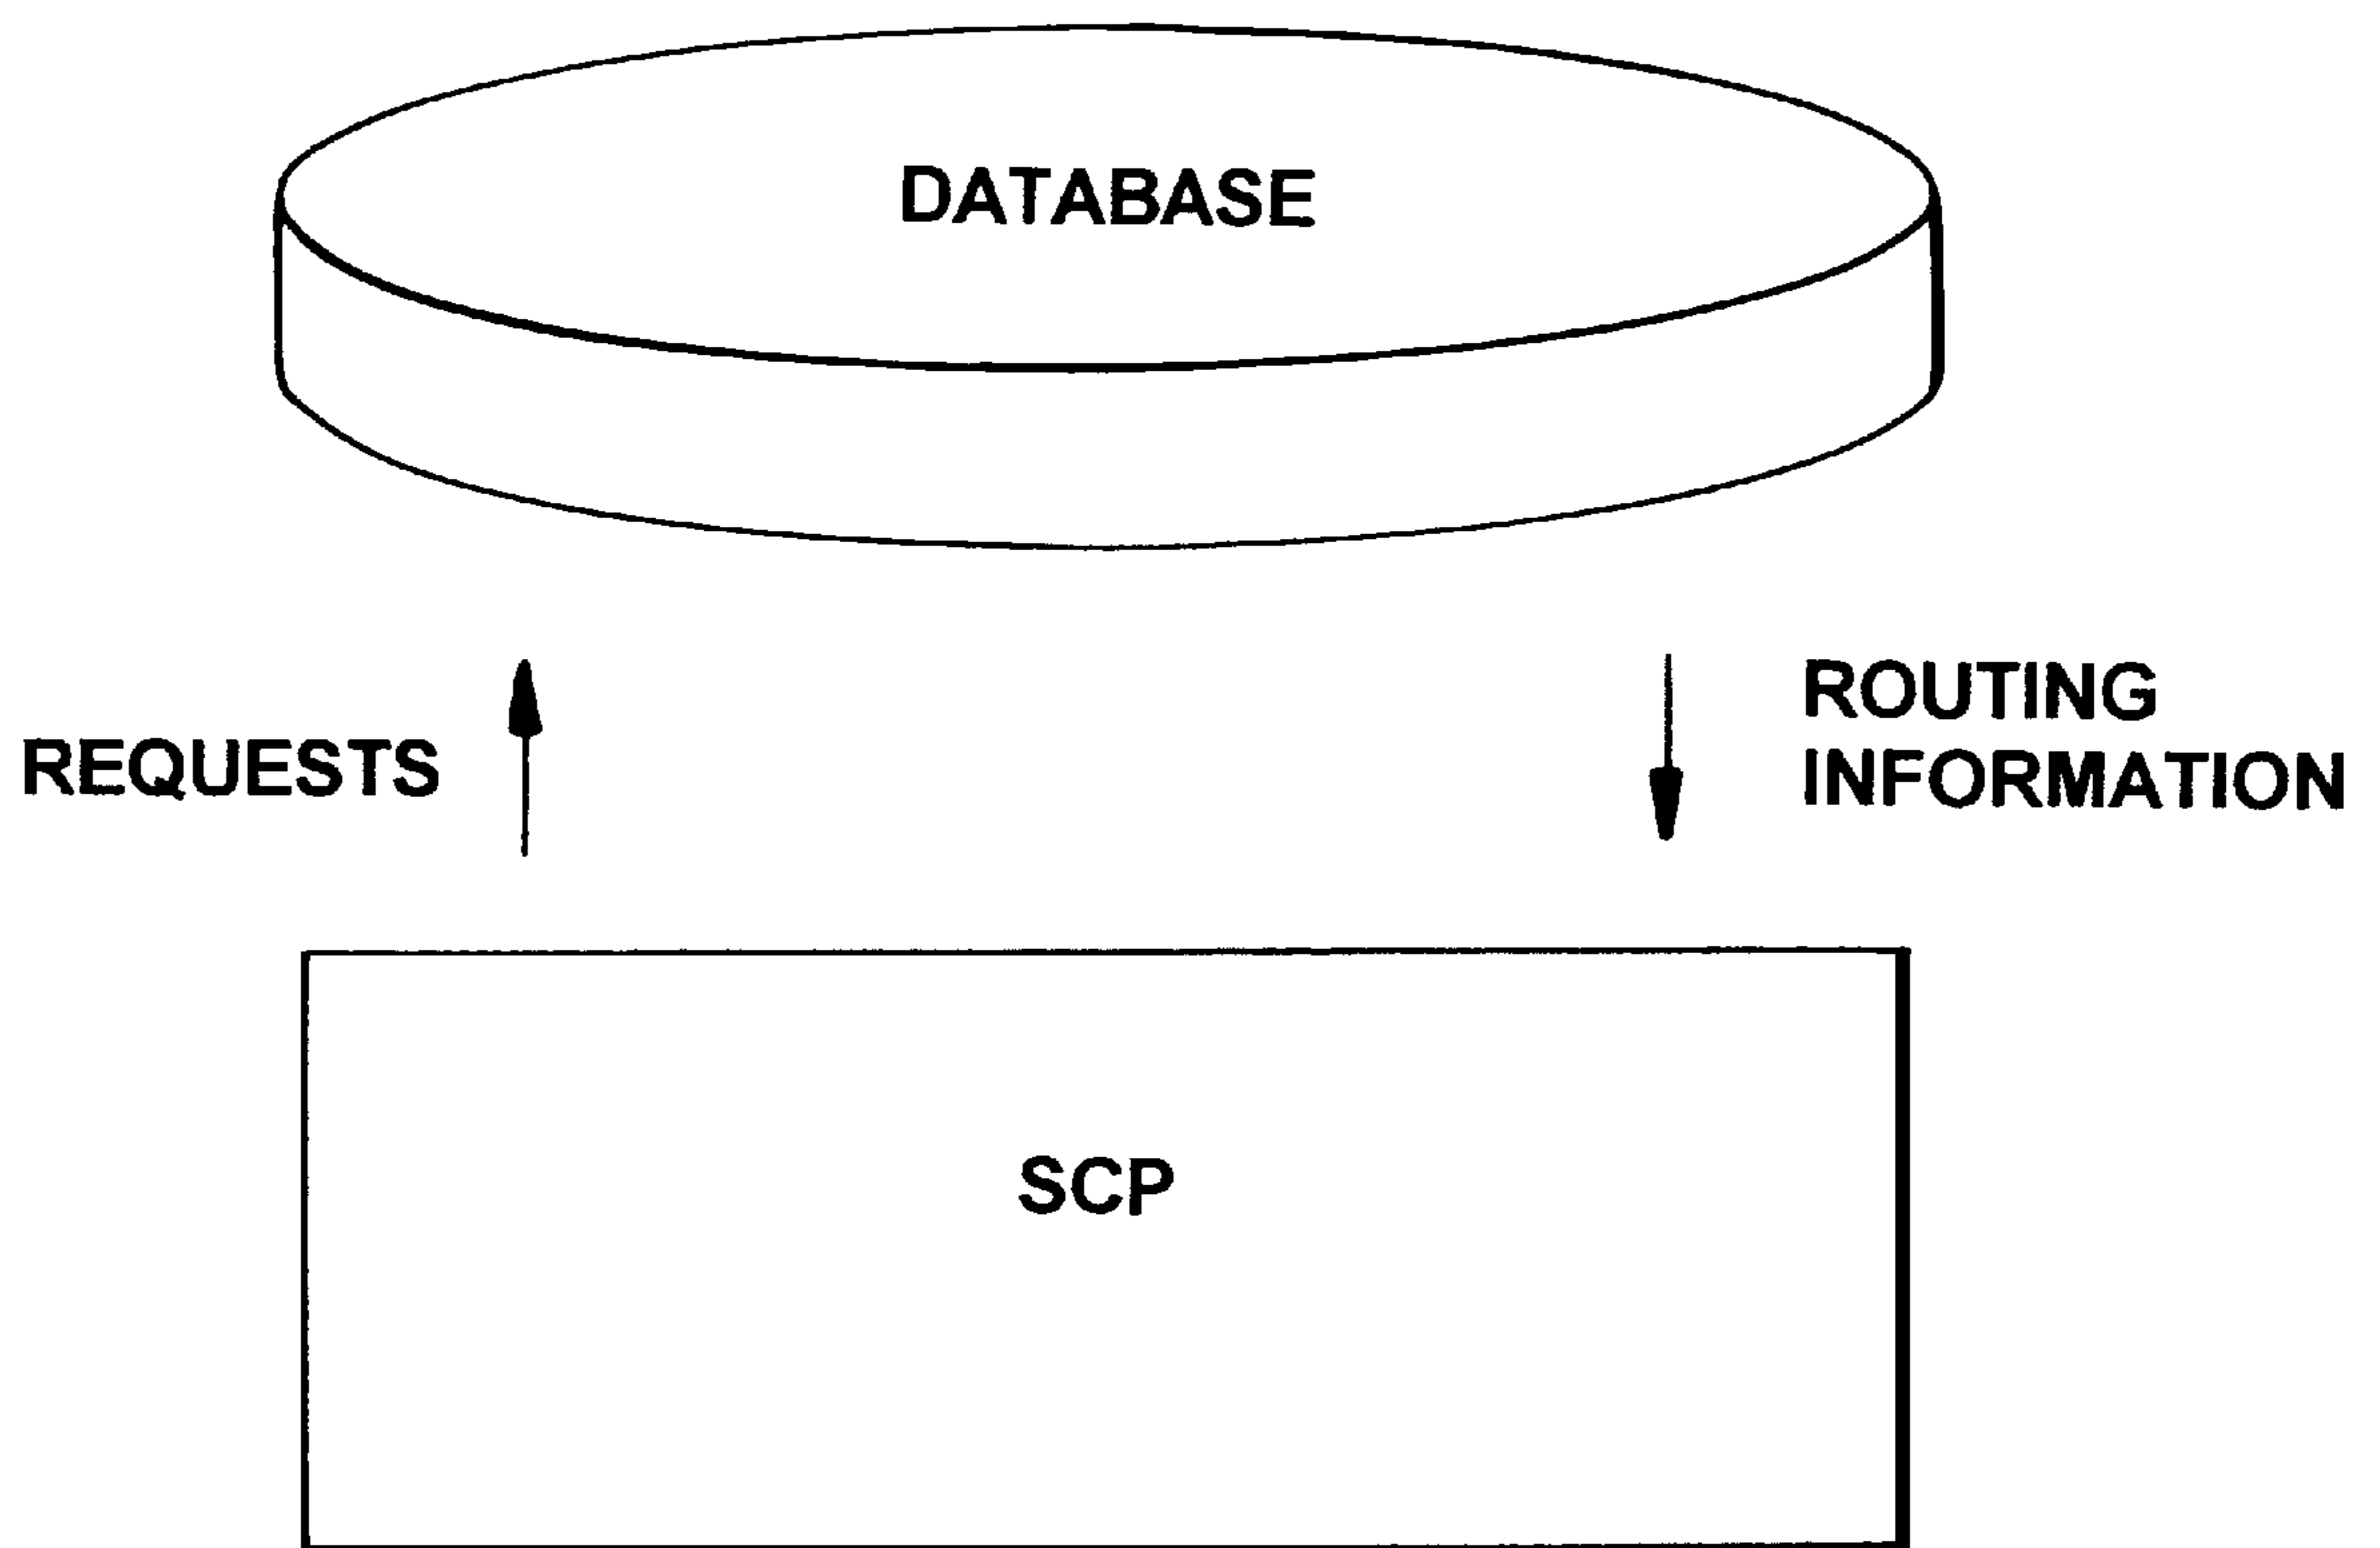 DATABASE
REQUESTS
ROUTING
INFORMATION
SCP